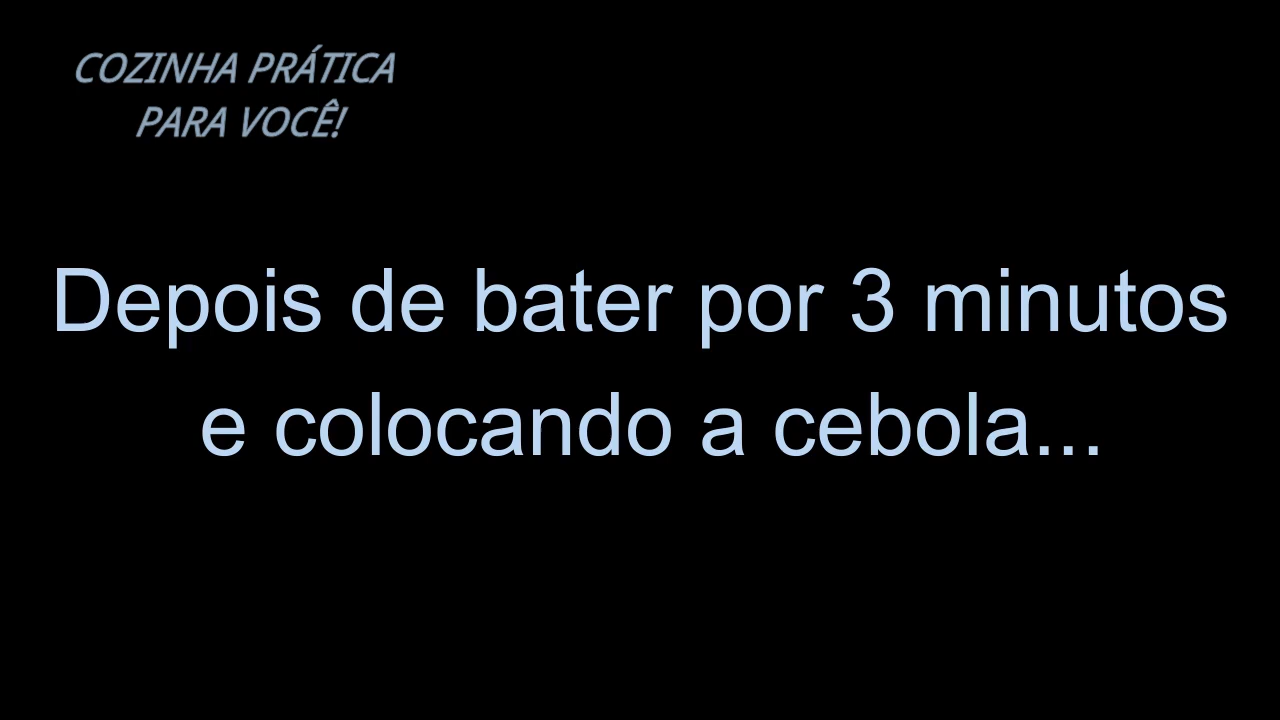 COZINHA PRÁTICA
PARA VOCÊ!
Depois de bater por 3 minutos
e colocando a cebola...